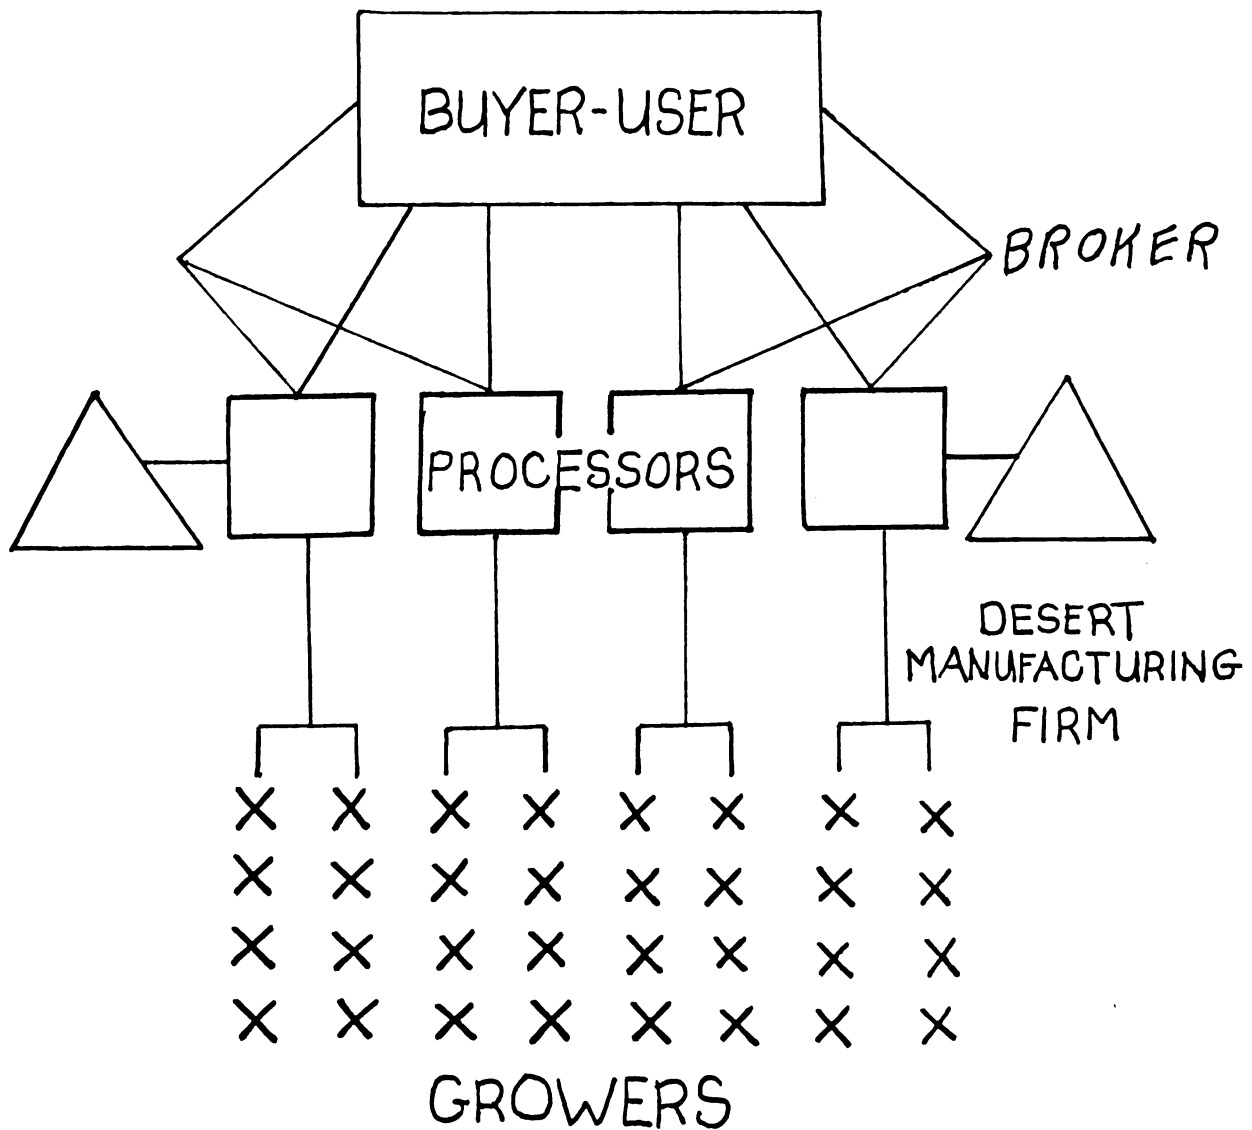 BUYER-USER
BROKER
PROCESSORS
DESERT
MANUFACTURING
FIRM
GROWERS